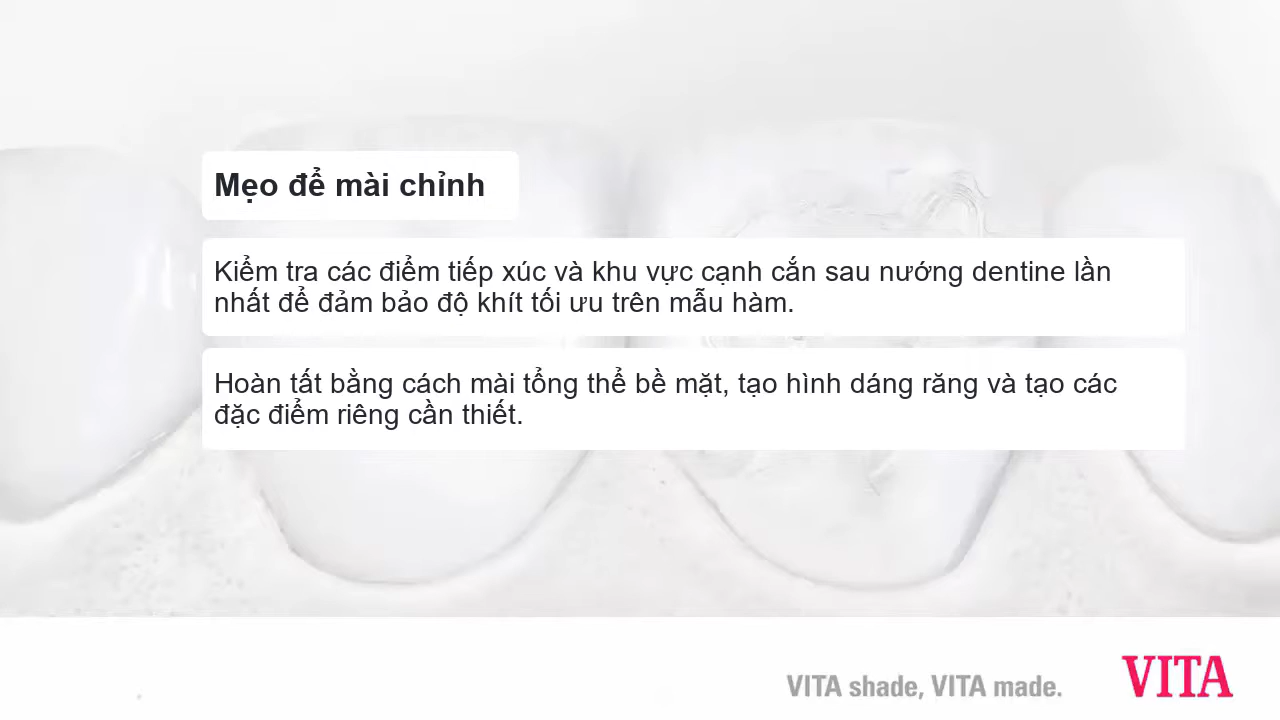 Mẹo để mài chỉnh
Kiểm tra các điểm tiếp xúc và khu vực cạnh cắn sau nướng dentine lần
nhất để đảm bảo độ khít tối ưu trên mẫu hàm.
Hoàn tất bằng cách mài tổng thể bề mặt, tạo hình dáng răng và tạo các
đặc điểm riêng cần thiết.
VITA shade, VITA made.
VITA